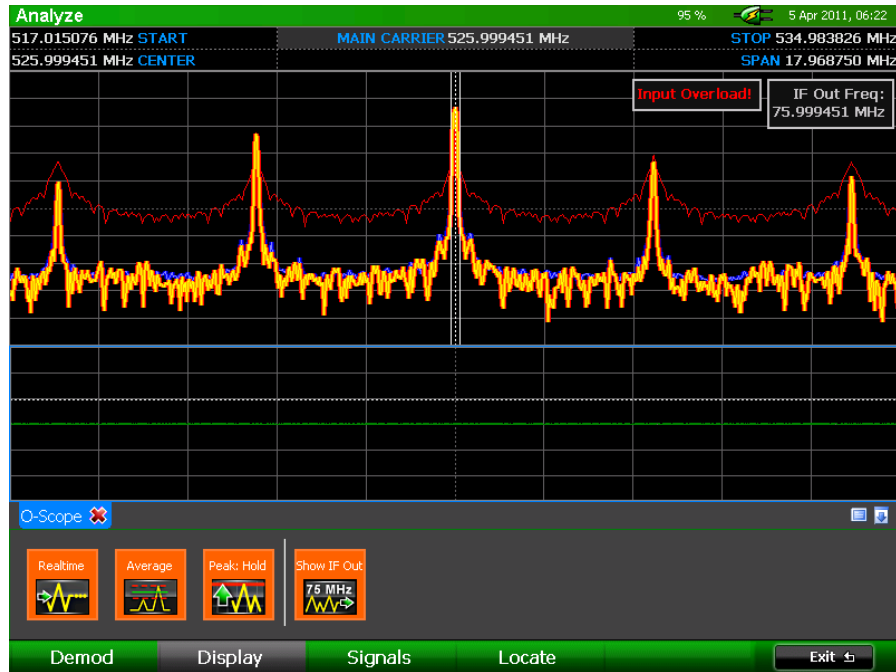 Analyze 95 % 5 Apr 2011, 06:22
517.015076 MHz START MAIN CARRIER 525.999451 MHz STOP 534.983826 MHz
525.999451 MHz CENTER SPAN 17.968750 MHz
Input Overload! IF Out Freq:
75.999451 MHz
O-Scope
Realtime Average Peak: Hold Show IF Out
75 MHz
Demod Display Signals Locate Exit